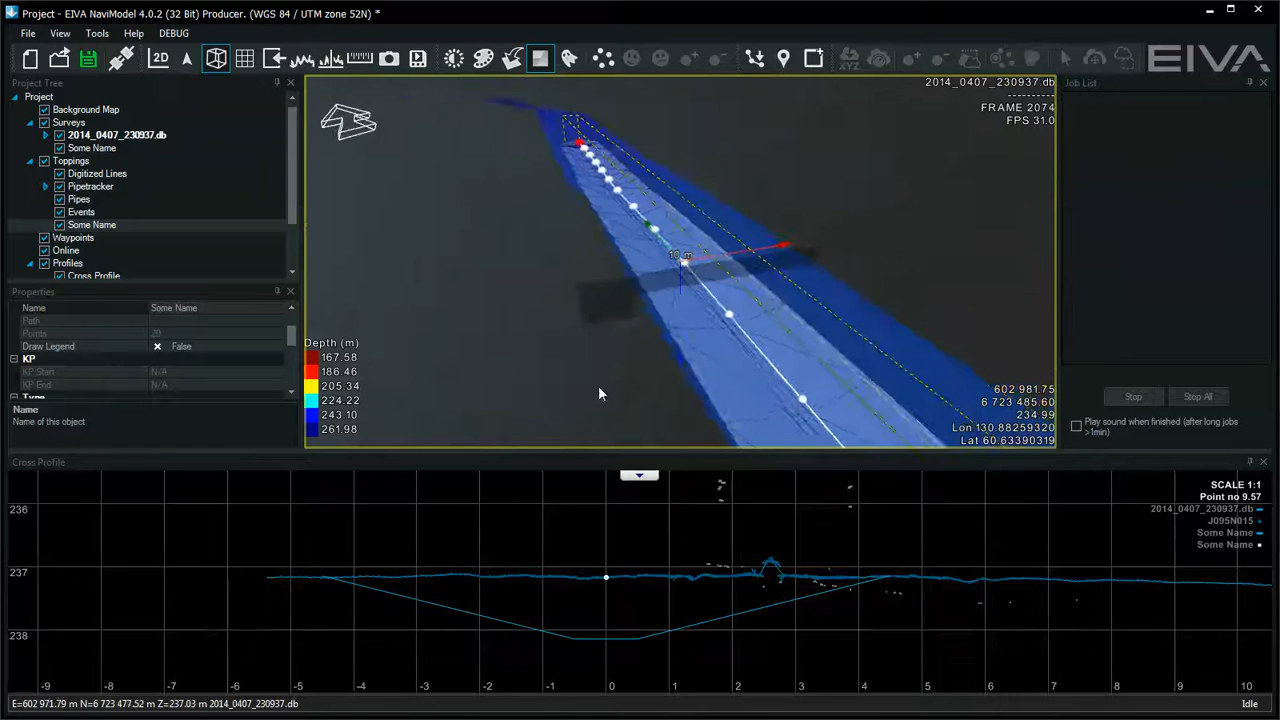 Project - EIVA NaviModel 4.0.2 (32 Bit) Producer. (WGS 84 / UTM zone 52N) *
File View Tools Help DEBUG
2D
XYZ
EIVA
Project Tree
Project
Background Map
Surveys
2014_0407_230937.db
Some Name
Toppings
Digitized Lines
Pipetracker
Pipes
Events
Some Name
Waypoints
Online
Profiles
Cross Profile
Properties
Name Some Name
Path
Points 20
Draw Legend False
KP
KP Start N/A
KP End N/A
Type
Name
Name of this object
2014_0407_230937.db
----------
FRAME 2074
FPS 31.0
10 m
Depth (m)
167.58
186.46
205.34
224.22
243.10
261.98
602 981.75
6 723 485.60
234.99
Lon 130.88259320
Lat 60.63390319
Job List
Stop Stop All
Play sound when finished (after long jobs
>1min)
Cross Profile
SCALE 1:1
Point no 9.57
2014_0407_230937.db
J095N015
Some Name
Some Name
236
237
238
-9 -8 -7 -6 -5 -4 -3 -2 -1 0 1 2 3 4 5 6 7 8 9 10
E=602 971.79 m N=6 723 477.52 m Z=237.03 m 2014_0407_230937.db Idle